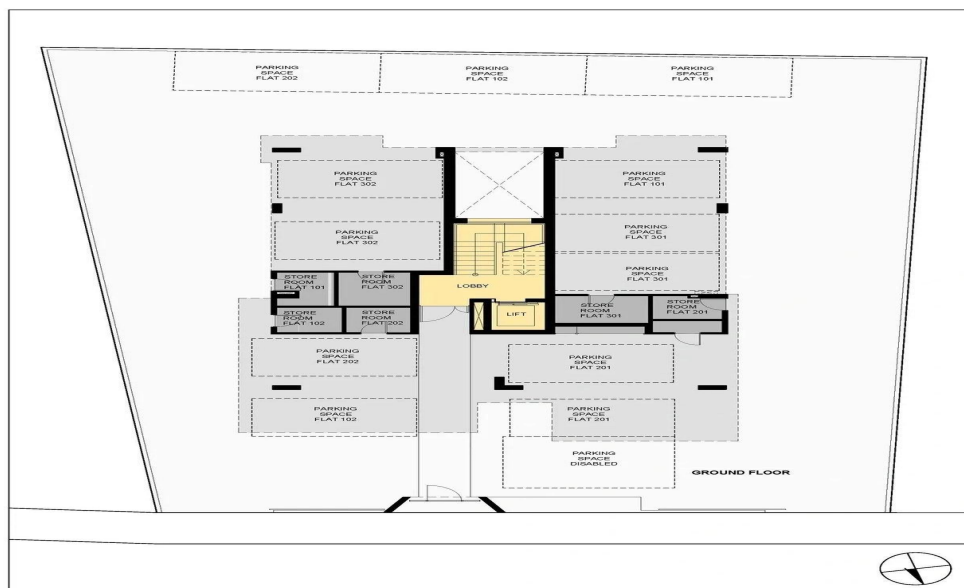 PARKING
SPACE
FLAT 202
PARKING
SPACE
FLAT 102
PARKING
SPACE
FLAT 101
PARKING
SPACE
FLAT 302
PARKING
SPACE
FLAT 101
PARKING
SPACE
FLAT 302
PARKING
SPACE
FLAT 301
PARKING
SPACE
FLAT 301
STORE
ROOM
FLAT 101
STORE
ROOM
FLAT 302
LOBBY
STORE
ROOM
FLAT 102
STORE
ROOM
FLAT 202
LIFT
STORE
ROOM
FLAT 301
STORE
ROOM
FLAT 201
PARKING
SPACE
FLAT 202
PARKING
SPACE
FLAT 201
PARKING
SPACE
FLAT 102
PARKING
SPACE
FLAT 201
PARKING
SPACE
DISABLED
GROUND FLOOR